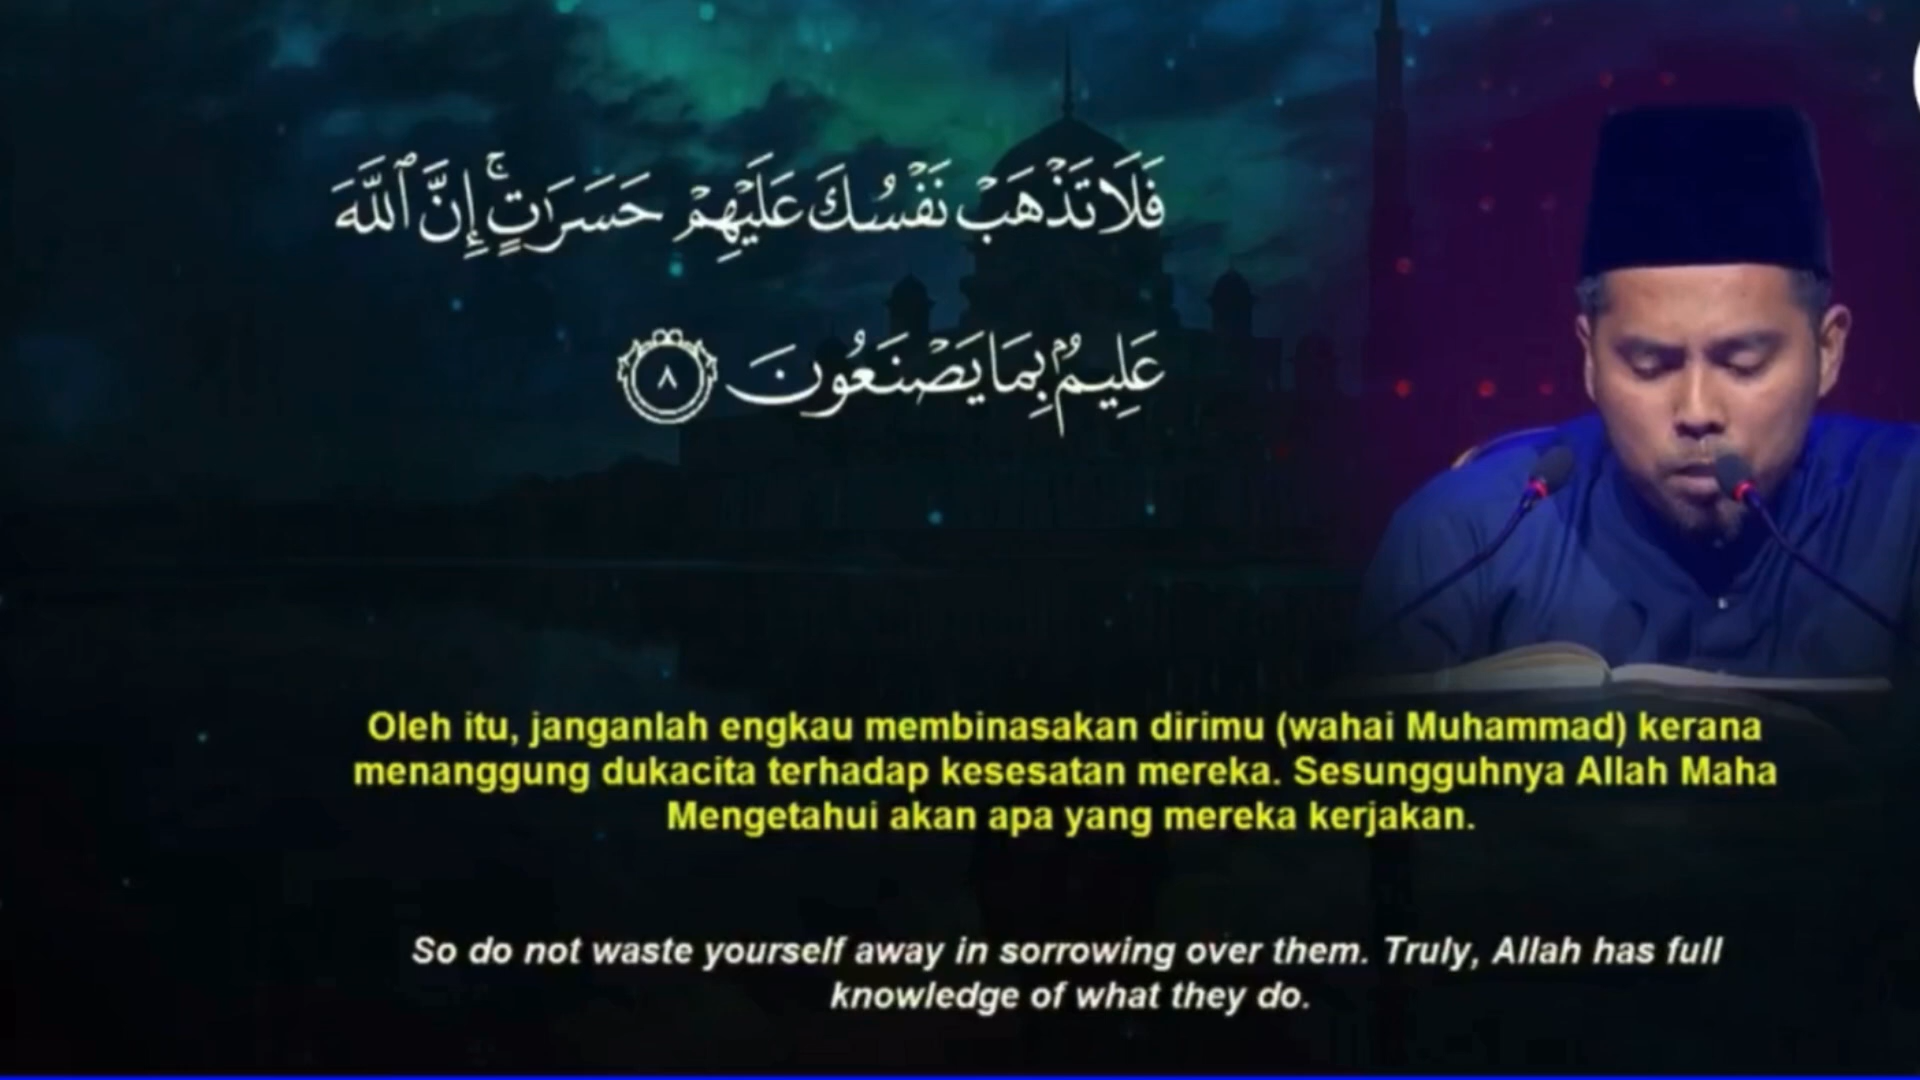 فَلَا تَذْهَبْ نَفْسُكَ عَلَيْهِمْ حَسَرَٰتٍ ۚ إِنَّ ٱللَّهَ
عَلِيمٌۢ بِمَا يَصْنَعُونَ ٨
Oleh itu, janganlah engkau membinasakan dirimu (wahai Muhammad) kerana
menanggung dukacita terhadap kesesatan mereka. Sesungguhnya Allah Maha
Mengetahui akan apa yang mereka kerjakan.
So do not waste yourself away in sorrowing over them. Truly, Allah has full
knowledge of what they do.